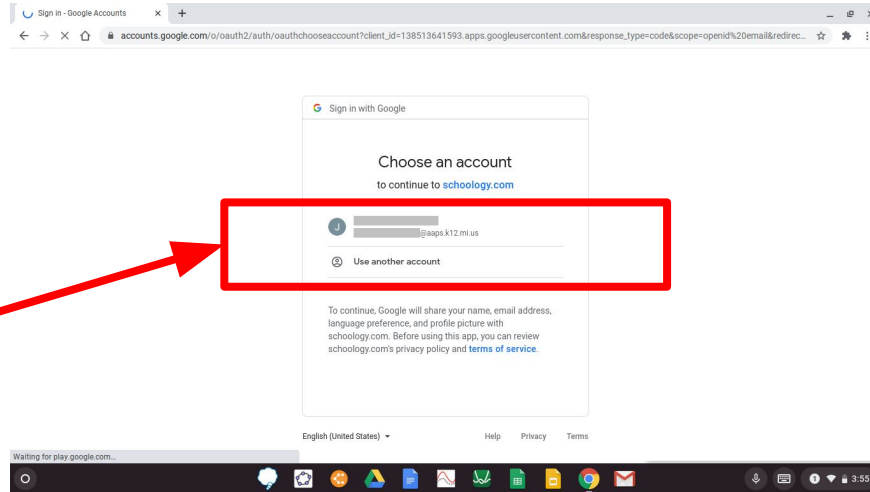 Sign in - Google Accounts
accounts.google.com/o/oauth2/auth/oauthchooseaccount?client_id=138513641593.apps.googleusercontent.com&response_type=code&scope=openid%20email&redirec...
Sign in with Google
Choose an account
to continue to schoology.com
J
@aaps.k12.mi.us
Use another account
To continue, Google will share your name, email address,
language preference, and profile picture with
schoology.com. Before using this app, you can review
schoology.com's privacy policy and terms of service.
English (United States)
Help Privacy Terms
Waiting for play.google.com...
1 3:55